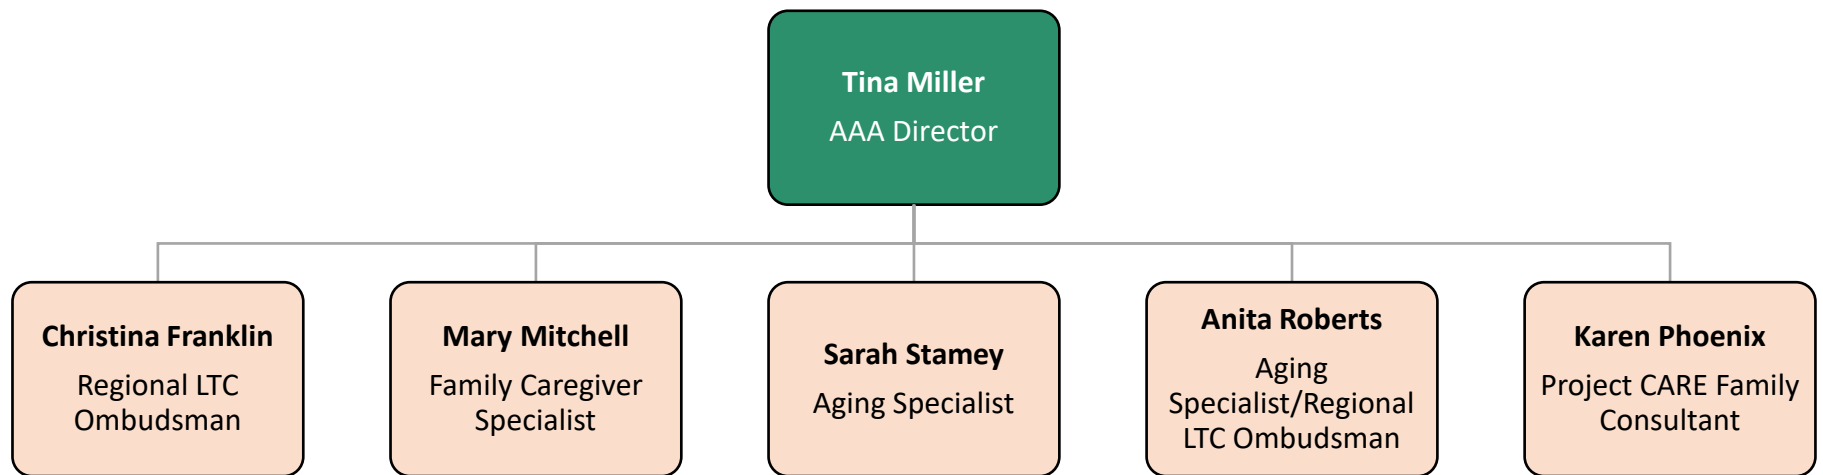 Tina Miller
AAA Director
Christina Franklin
Regional LTC
Ombudsman
Mary Mitchell
Family Caregiver
Specialist
Sarah Stamey
Aging Specialist
Anita Roberts
Aging
Specialist/Regional
LTC Ombudsman
Karen Phoenix
Project CARE Family
Consultant